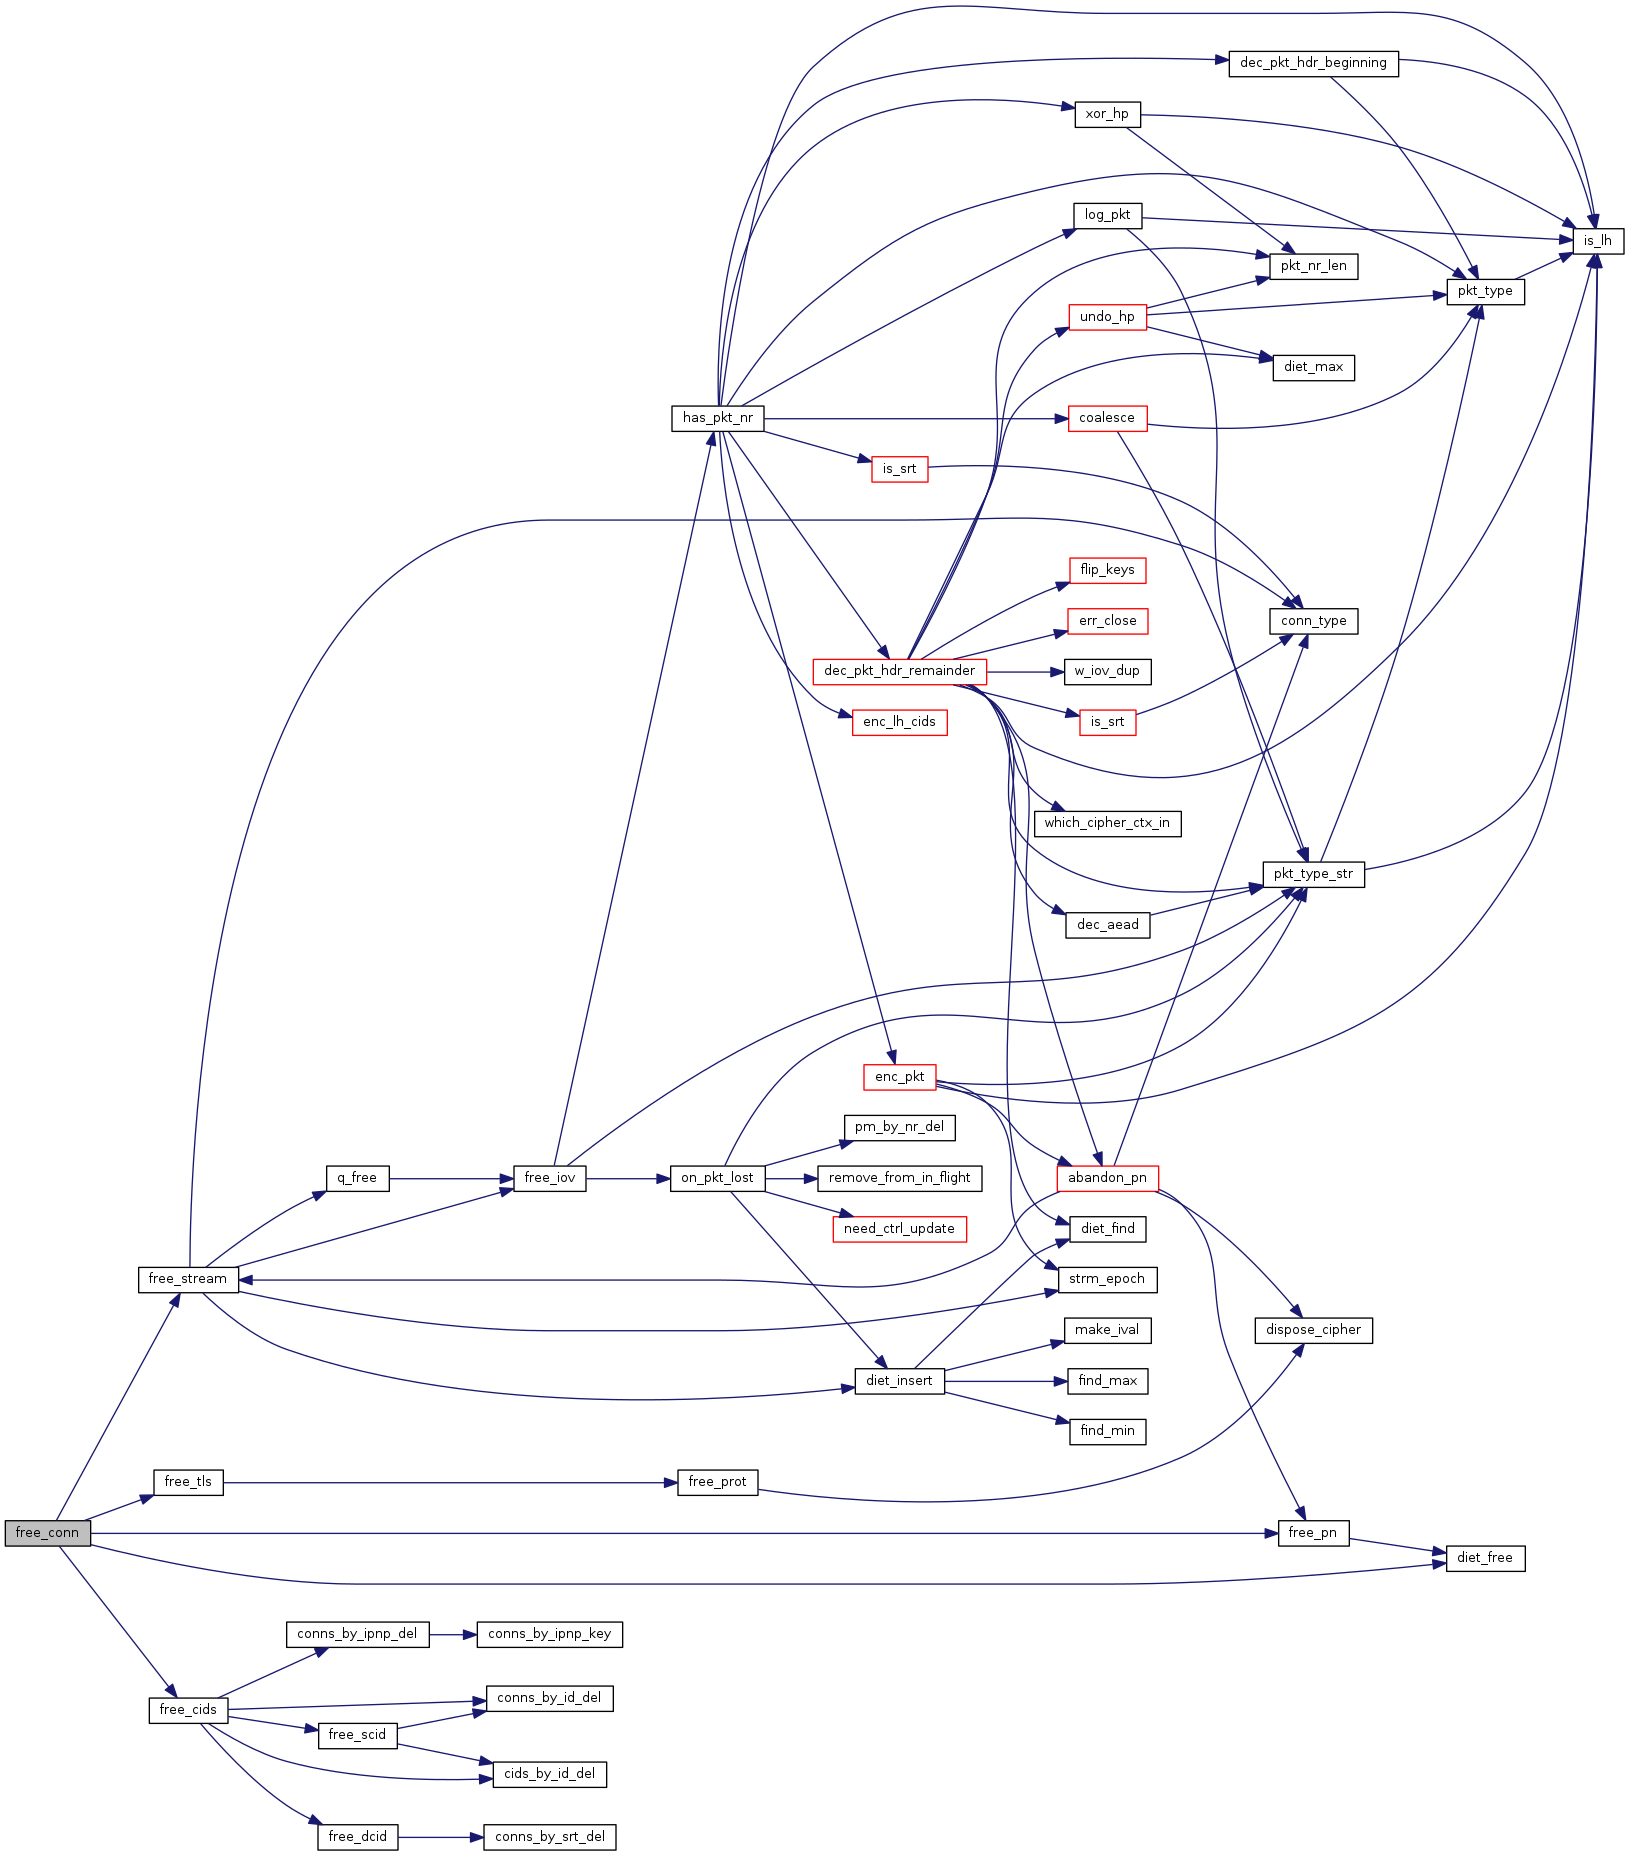 dec_pkt_hdr_beginning
xor_hp
log_pkt
is_lh
pkt_nr_len
pkt_type
undo_hp
diet_max
has_pkt_nr
coalesce
is_srt
flip_keys
err_close
conn_type
dec_pkt_hdr_remainder
w_iov_dup
enc_lh_cids
is_srt
which_cipher_ctx_in
pkt_type_str
dec_aead
enc_pkt
pm_by_nr_del
q_free
free_iov
on_pkt_lost
remove_from_in_flight
abandon_pn
need_ctrl_update
diet_find
free_stream
strm_epoch
make_ival
dispose_cipher
diet_insert
find_max
find_min
free_tls
free_prot
free_conn
free_pn
diet_free
conns_by_ipnp_del
conns_by_ipnp_key
free_cids
conns_by_id_del
free_scid
cids_by_id_del
free_dcid
conns_by_srt_del